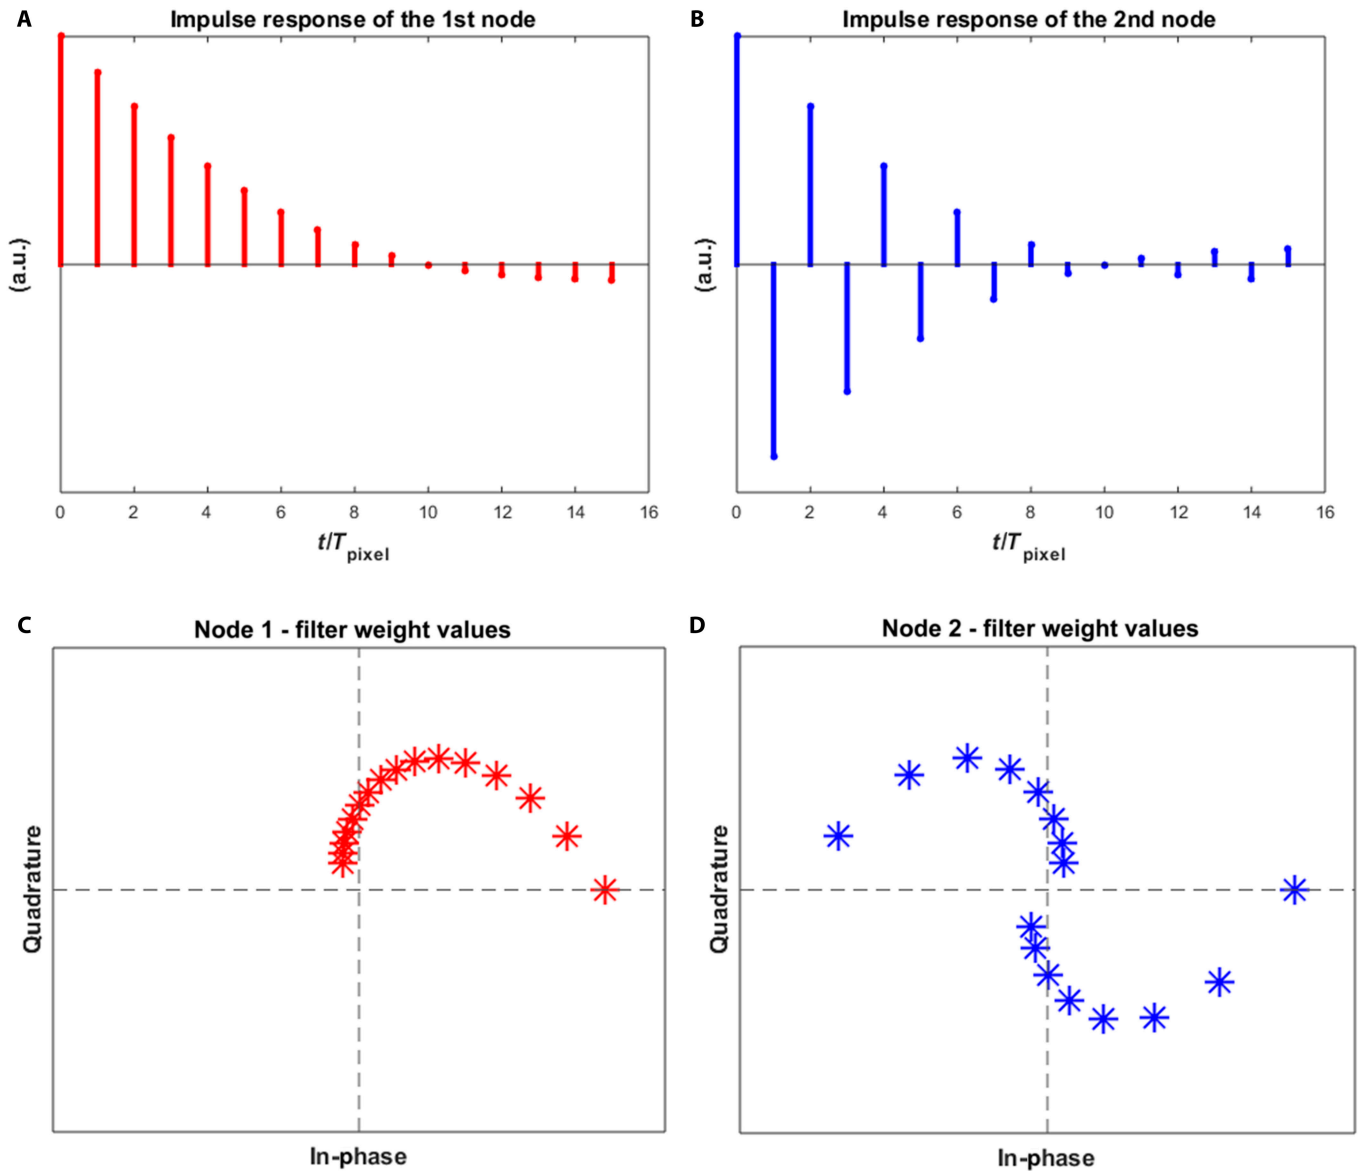 A
Impulse response of the 1st node
(a.u.)
0 2 4 6 8 10 12 14 16
t/Tpixel
B
Impulse response of the 2nd node
(a.u.)
0 2 4 6 8 10 12 14 16
t/Tpixel
C
Node 1 - filter weight values
Quadrature
In-phase
D
Node 2 - filter weight values
Quadrature
In-phase